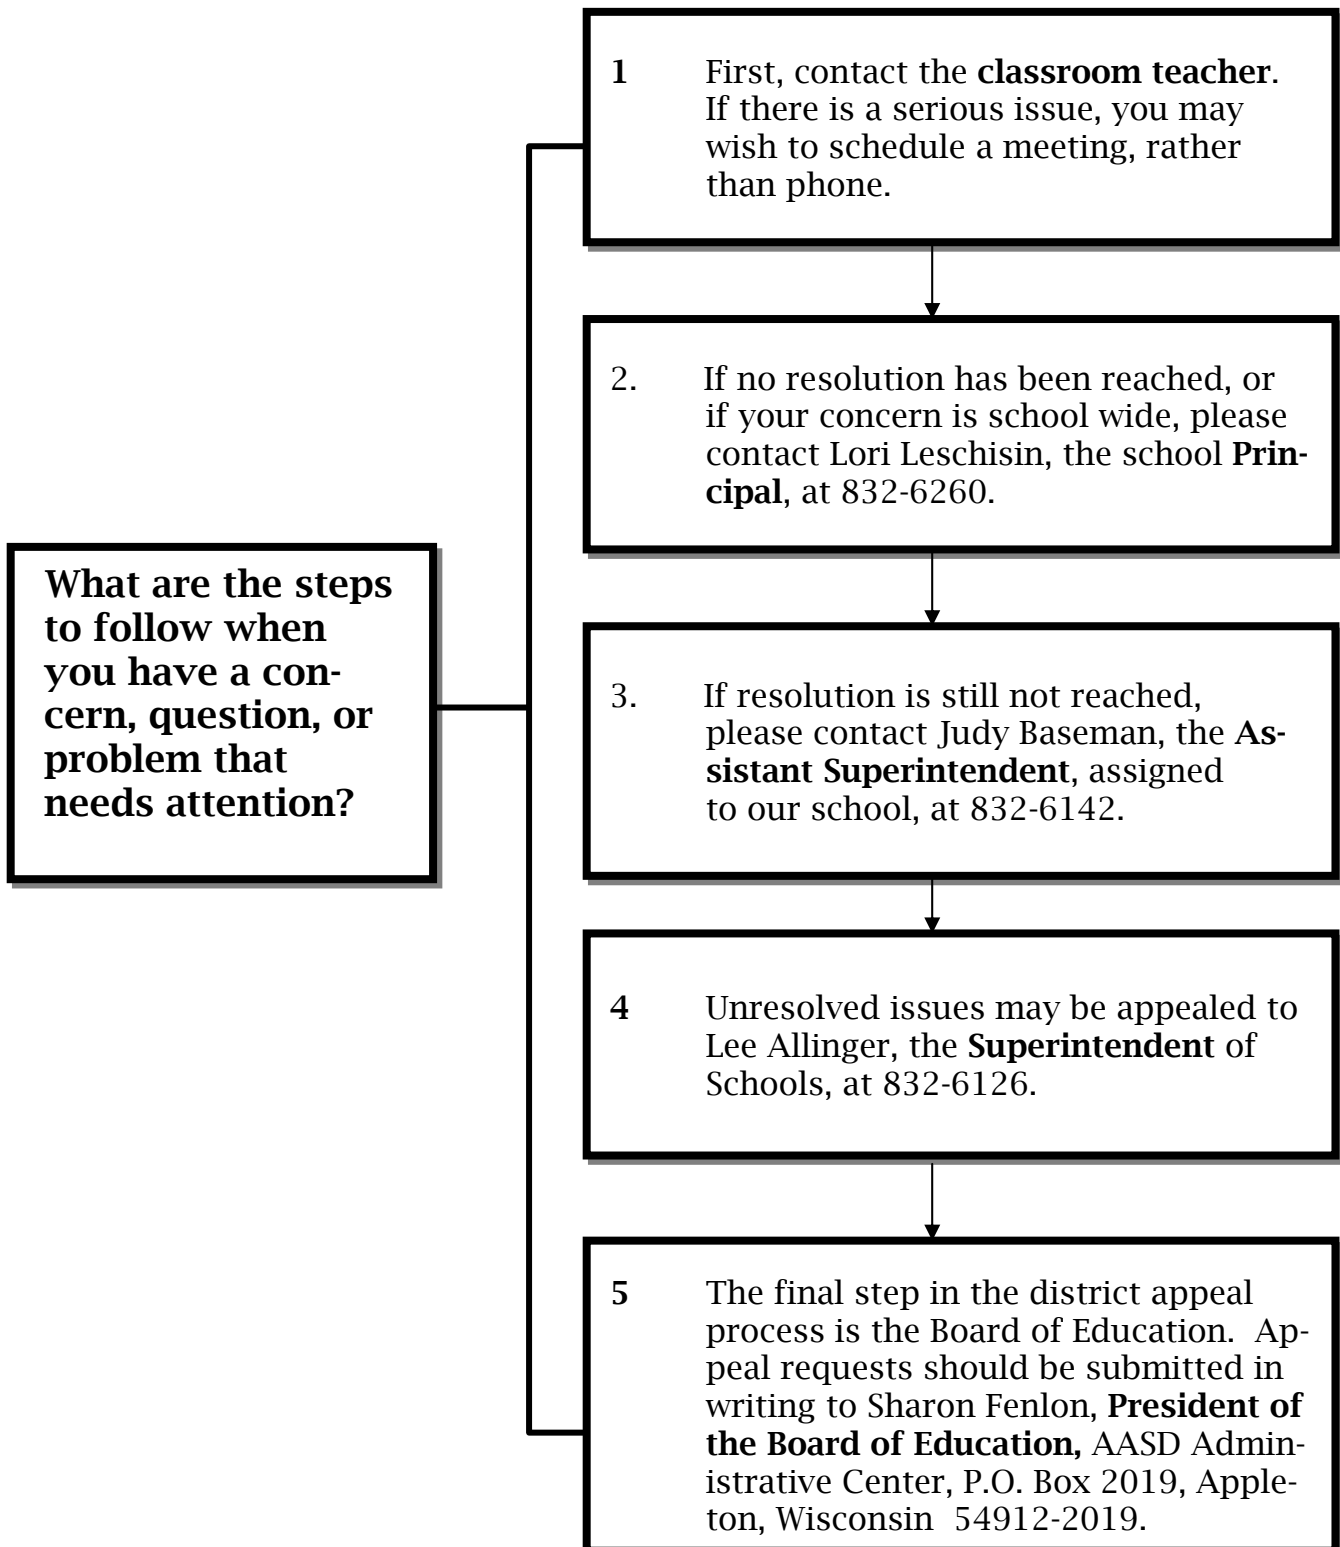 What are the steps
to follow when
you have a con-
cern, question, or
problem that
needs attention?
1 First, contact the classroom teacher.
If there is a serious issue, you may
wish to schedule a meeting, rather
than phone.
2. If no resolution has been reached, or
if your concern is school wide, please
contact Lori Leschisin, the school Prin-
cipal, at 832-6260.
3. If resolution is still not reached,
please contact Judy Baseman, the As-
sistant Superintendent, assigned
to our school, at 832-6142.
4 Unresolved issues may be appealed to
Lee Allinger, the Superintendent of
Schools, at 832-6126.
5 The final step in the district appeal
process is the Board of Education.  Ap-
peal requests should be submitted in
writing to Sharon Fenlon, President of
the Board of Education, AASD Admin-
istrative Center, P.O. Box 2019, Apple-
ton, Wisconsin  54912-2019.